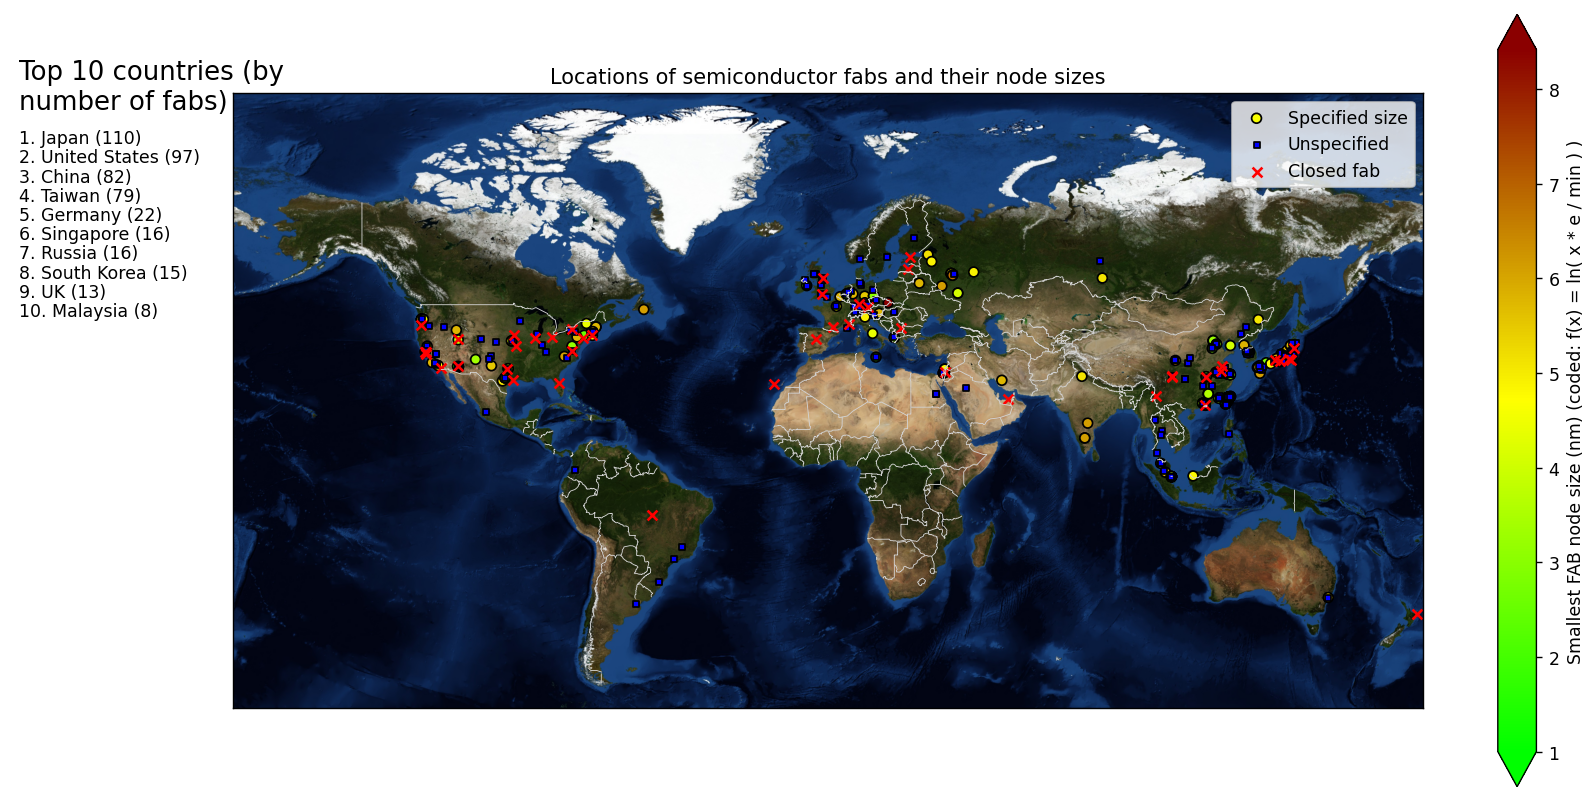 Top 10 countries (by
number of fabs)
1. Japan (110)
2. United States (97)
3. China (82)
4. Taiwan (79)
5. Germany (22)
6. Singapore (16)
7. Russia (16)
8. South Korea (15)
9. UK (13)
10. Malaysia (8)
Locations of semiconductor fabs and their node sizes
Specified size
Unspecified
Closed fab
8
7
6
5
4
3
2
1
Smallest FAB node size (nm) (coded: f(x) = ln( x * e / min ) )